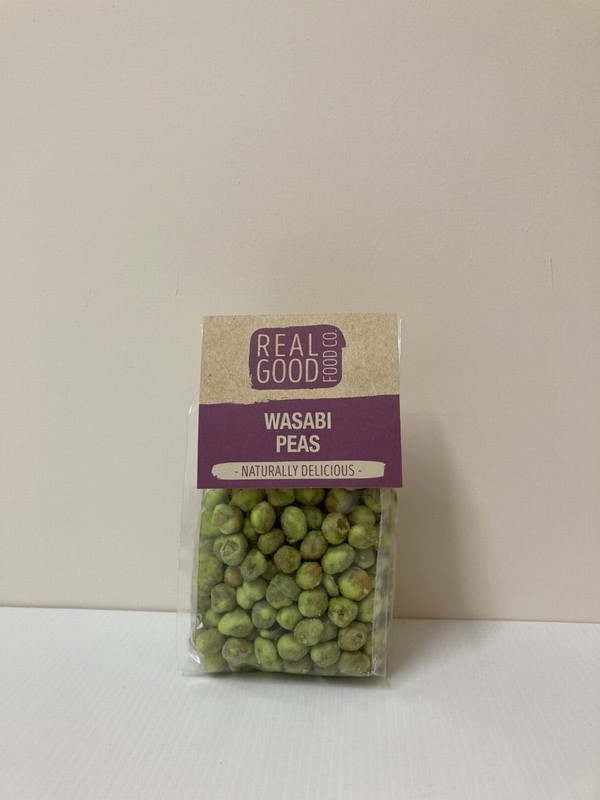 REAL
GOOD
FOOD CO
WASABI
PEAS
- NATURALLY DELICIOUS -